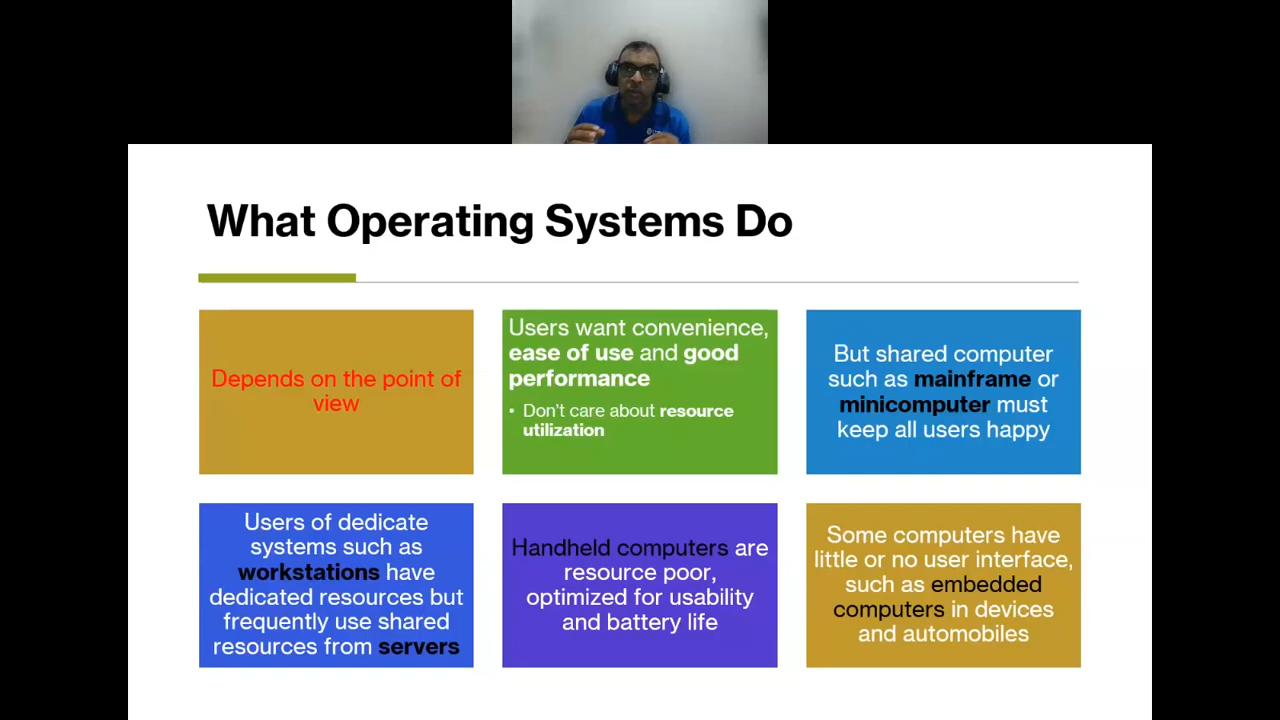 What Operating Systems Do
Depends on the point of
view
Users want convenience,
ease of use and good
performance
• Don't care about resource
utilization
But shared computer
such as mainframe or
minicomputer must
keep all users happy
Users of dedicate
systems such as
workstations have
dedicated resources but
frequently use shared
resources from servers
Handheld computers are
resource poor,
optimized for usability
and battery life
Some computers have
little or no user interface,
such as embedded
computers in devices
and automobiles